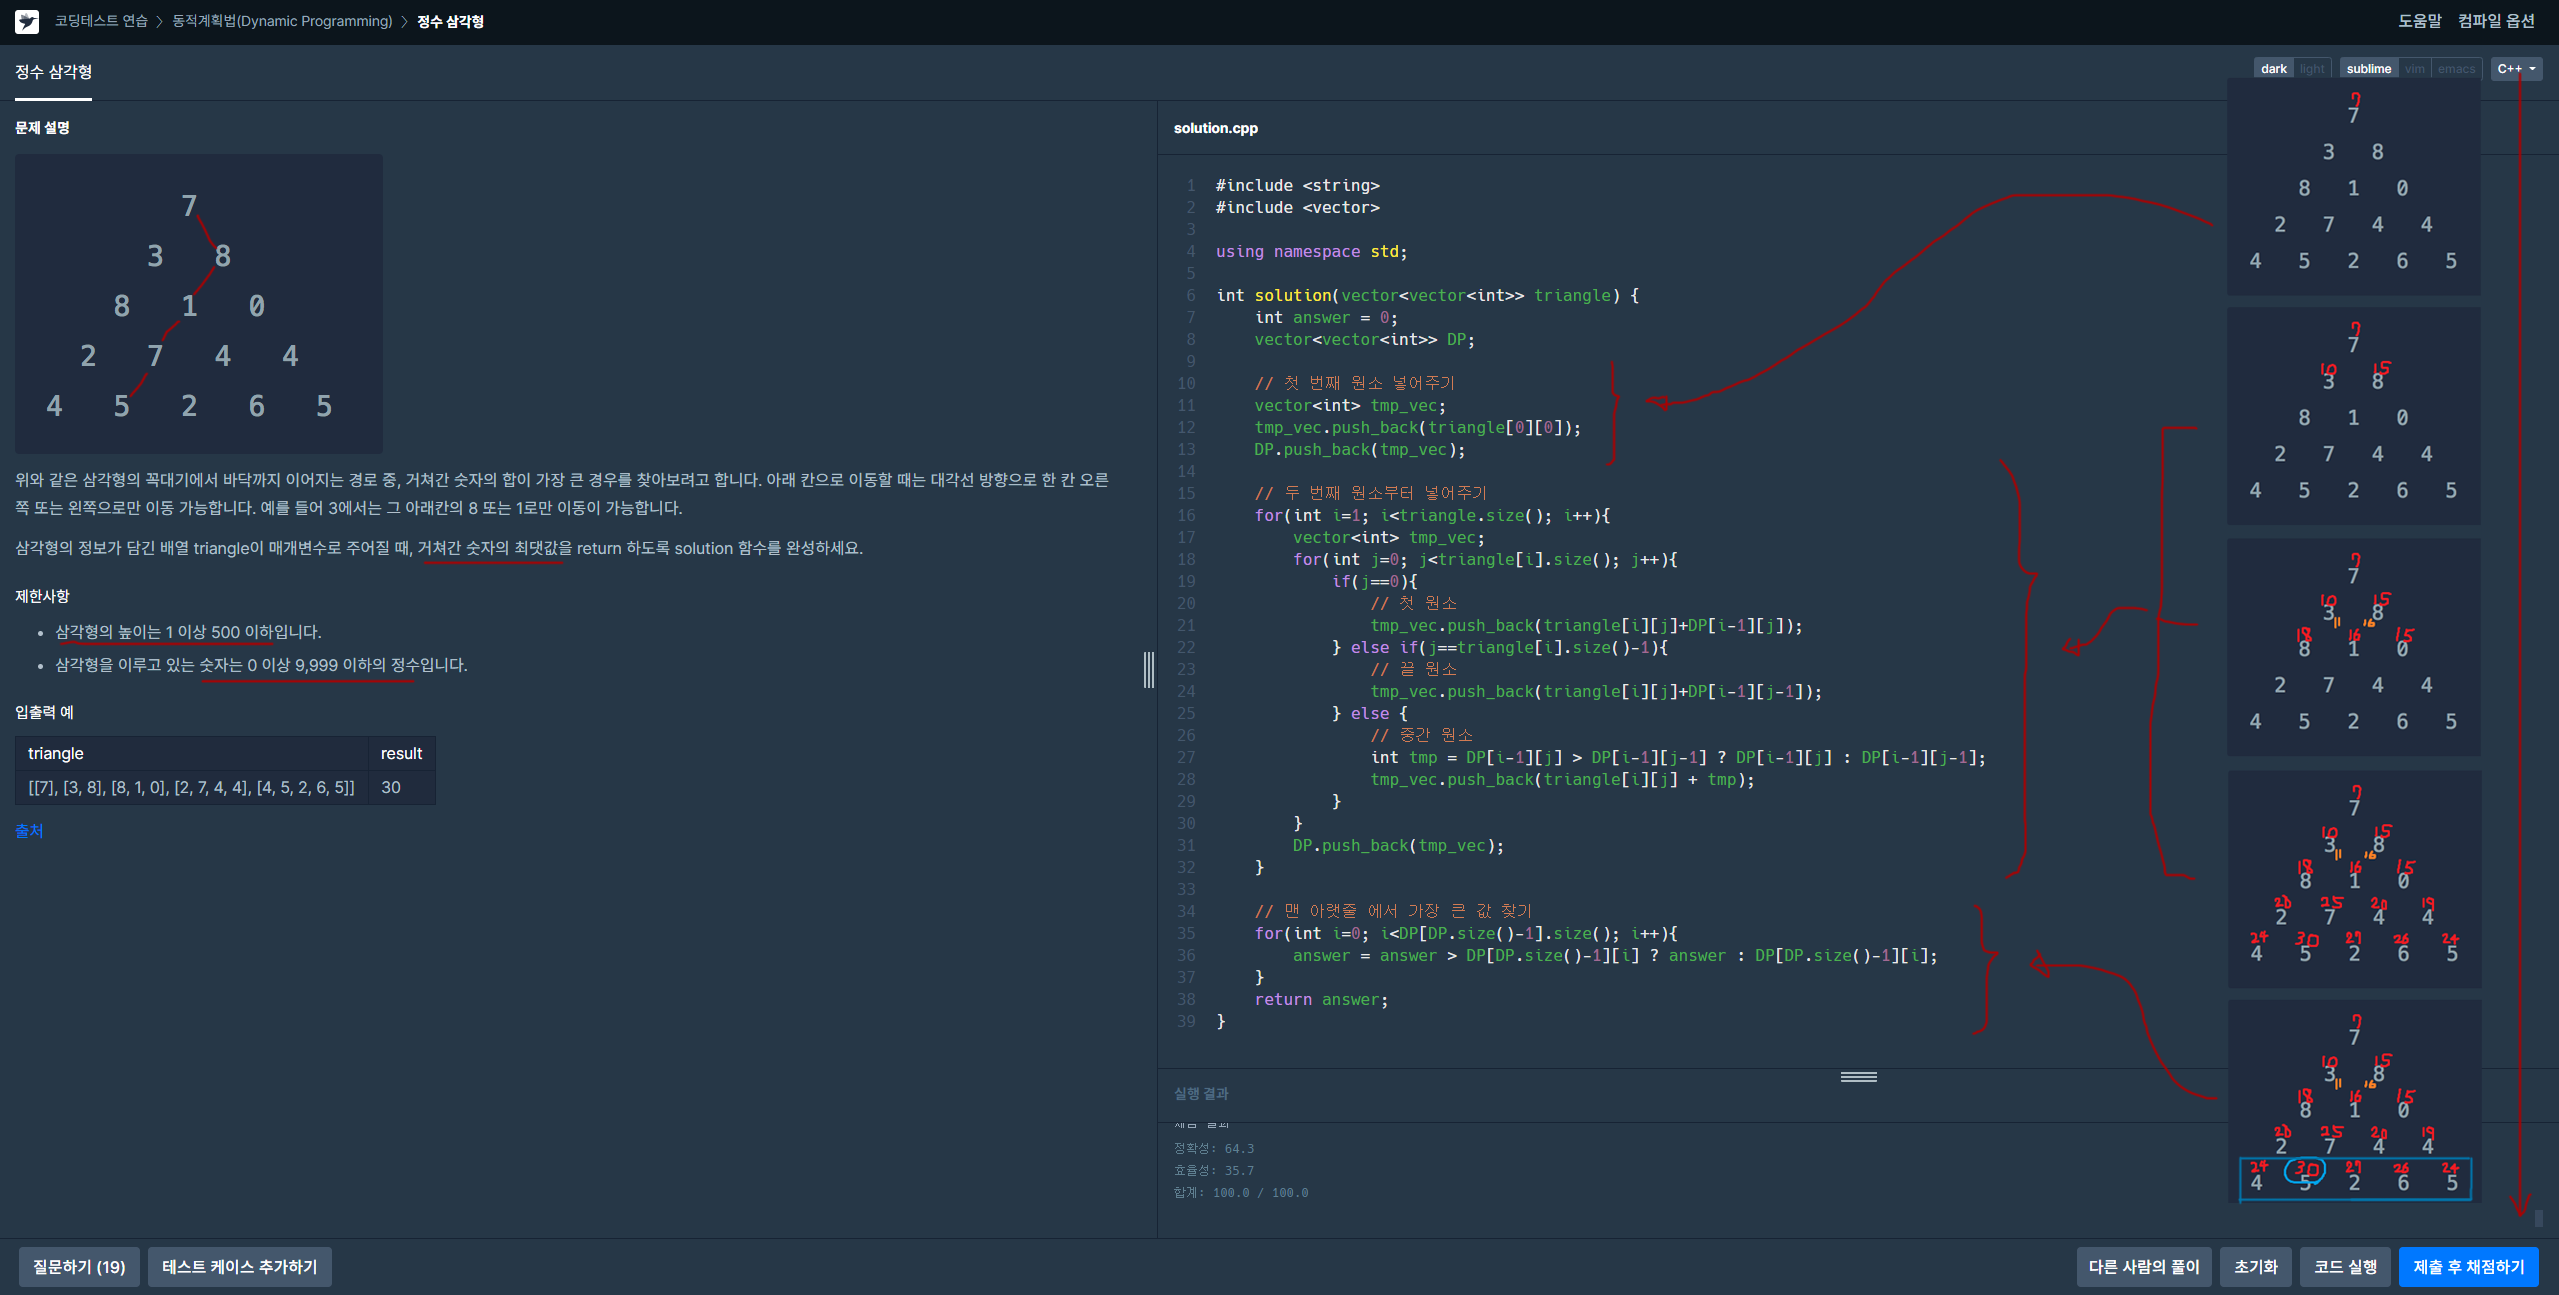 코딩테스트 연습 > 동적계획법(Dynamic Programming) > 정수 삼각형
도움말 컴파일 옵션
정수 삼각형
dark light sublime vim emacs C++
문제 설명
7
3 8
8 1 0
2 7 4 4
4 5 2 6 5
위와 같은 삼각형의 꼭대기에서 바닥까지 이어지는 경로 중, 거쳐간 숫자의 합이 가장 큰 경우를 찾아보려고 합니다. 아래 칸으로 이동할 때는 대각선 방향으로 한 칸 오른
쪽 또는 왼쪽으로만 이동 가능합니다. 예를 들어 3에서는 그 아래칸의 8 또는 1로만 이동이 가능합니다.
삼각형의 정보가 담긴 배열 triangle이 매개변수로 주어질 때, 거쳐간 숫자의 최댓값을 return 하도록 solution 함수를 완성하세요.
제한사항
• 삼각형의 높이는 1 이상 500 이하입니다.
• 삼각형을 이루고 있는 숫자는 0 이상 9,999 이하의 정수입니다.
입출력 예
triangle result
[[7], [3, 8], [8, 1, 0], [2, 7, 4, 4], [4, 5, 2, 6, 5]] 30
출처
solution.cpp
1 #include <string>
2 #include <vector>
3
4 using namespace std;
5
6 int solution(vector<vector<int>> triangle) {
7 int answer = 0;
8 vector<vector<int>> DP;
9
10 // 첫 번째 원소 넣어주기
11 vector<int> tmp_vec;
12 tmp_vec.push_back(triangle[0][0]);
13 DP.push_back(tmp_vec);
14
15 // 두 번째 원소부터 넣어주기
16 for(int i=1; i<triangle.size(); i++){
17 vector<int> tmp_vec;
18 for(int j=0; j<triangle[i].size(); j++){
19 if(j==0){
20 // 첫 원소
21 tmp_vec.push_back(triangle[i][j]+DP[i-1][j]);
22 } else if(j==triangle[i].size()-1){
23 // 끝 원소
24 tmp_vec.push_back(triangle[i][j]+DP[i-1][j-1]);
25 } else {
26 // 중간 원소
27 int tmp = DP[i-1][j] > DP[i-1][j-1] ? DP[i-1][j] : DP[i-1][j-1];
28 tmp_vec.push_back(triangle[i][j] + tmp);
29 }
30 }
31 DP.push_back(tmp_vec);
32 }
33
34 // 맨 아랫줄 에서 가장 큰 값 찾기
35 for(int i=0; i<DP[DP.size()-1].size(); i++){
36 answer = answer > DP[DP.size()-1][i] ? answer : DP[DP.size()-1][i];
37 }
38 return answer;
39 }
실행 결과
정확성: 64.3
효율성: 35.7
합계: 100.0 / 100.0
7
7
3 8
8 1 0
2 7 4 4
4 5 2 6 5
7
7
10 15
3 8
8 1 0
2 7 4 4
4 5 2 6 5
7
7
10 15
3 8
11 16
18 16 15
8 1 0
2 7 4 4
4 5 2 6 5
7
7
10 15
3 8
11 16
18 16 15
8 1 0
20 25 20 19
2 7 4 4
24 30 27 26 24
4 5 2 6 5
7
7
10 15
3 8
11 16
18 16 15
8 1 0
20 25 20 19
2 7 4 4
24 30 27 26 24
4 5 2 6 5
질문하기 (19) 테스트 케이스 추가하기
다른 사람의 풀이 초기화 코드 실행 제출 후 채점하기